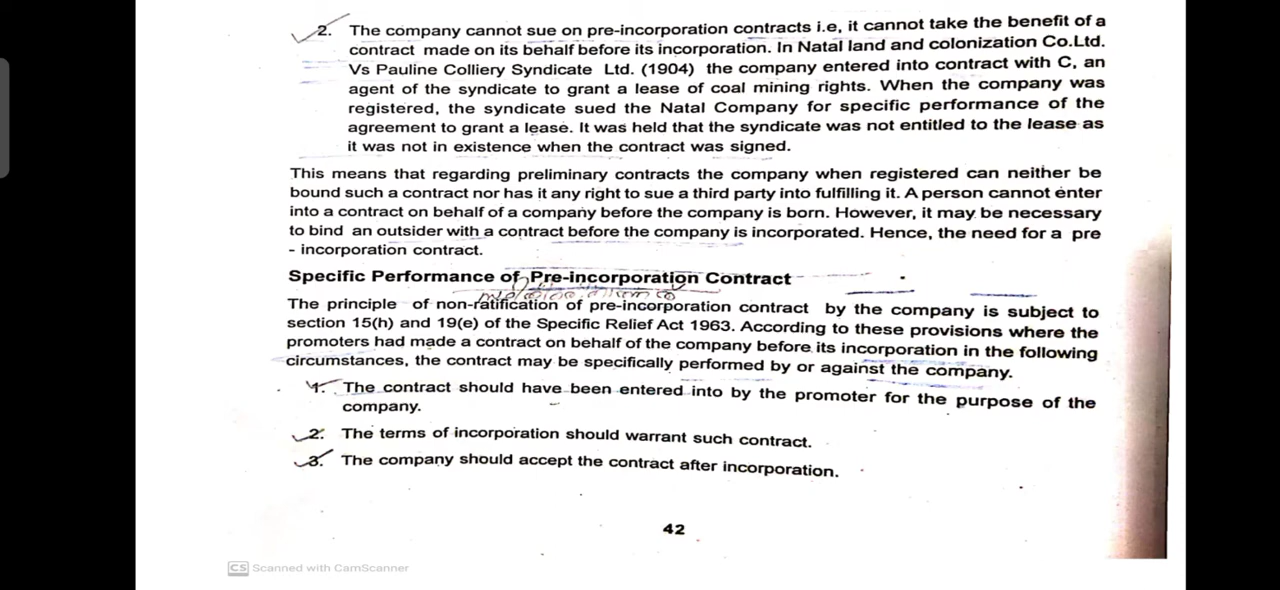 2. The company cannot sue on pre-incorporation contracts i.e, it cannot take the benefit of a
contract made on its behalf before its incorporation. In Natal land and colonization Co.Ltd.
Vs Pauline Colliery Syndicate Ltd. (1904) the company entered into contract with C, an
agent of the syndicate to grant a lease of coal mining rights. When the company was
registered, the syndicate sued the Natal Company for specific performance of the
agreement to grant a lease. It was held that the syndicate was not entitled to the lease as
it was not in existence when the contract was signed.
This means that regarding preliminary contracts the company when registered can neither be
bound such a contract nor has it any right to sue a third party into fulfilling it. A person cannot enter
into a contract on behalf of a company before the company is born. However, it may be necessary
to bind an outsider with a contract before the company is incorporated. Hence, the need for a pre
- incorporation contract.
Specific Performance of Pre-incorporation Contract
The principle of non-ratification of pre-incorporation contract by the company is subject to
section 15(h) and 19(e) of the Specific Relief Act 1963. According to these provisions where the
promoters had made a contract on behalf of the company before its incorporation in the following
circumstances, the contract may be specifically performed by or against the company.
1. The contract should have been entered into by the promoter for the purpose of the
company.
2. The terms of incorporation should warrant such contract.
3. The company should accept the contract after incorporation.
42
CS Scanned with CamScanner